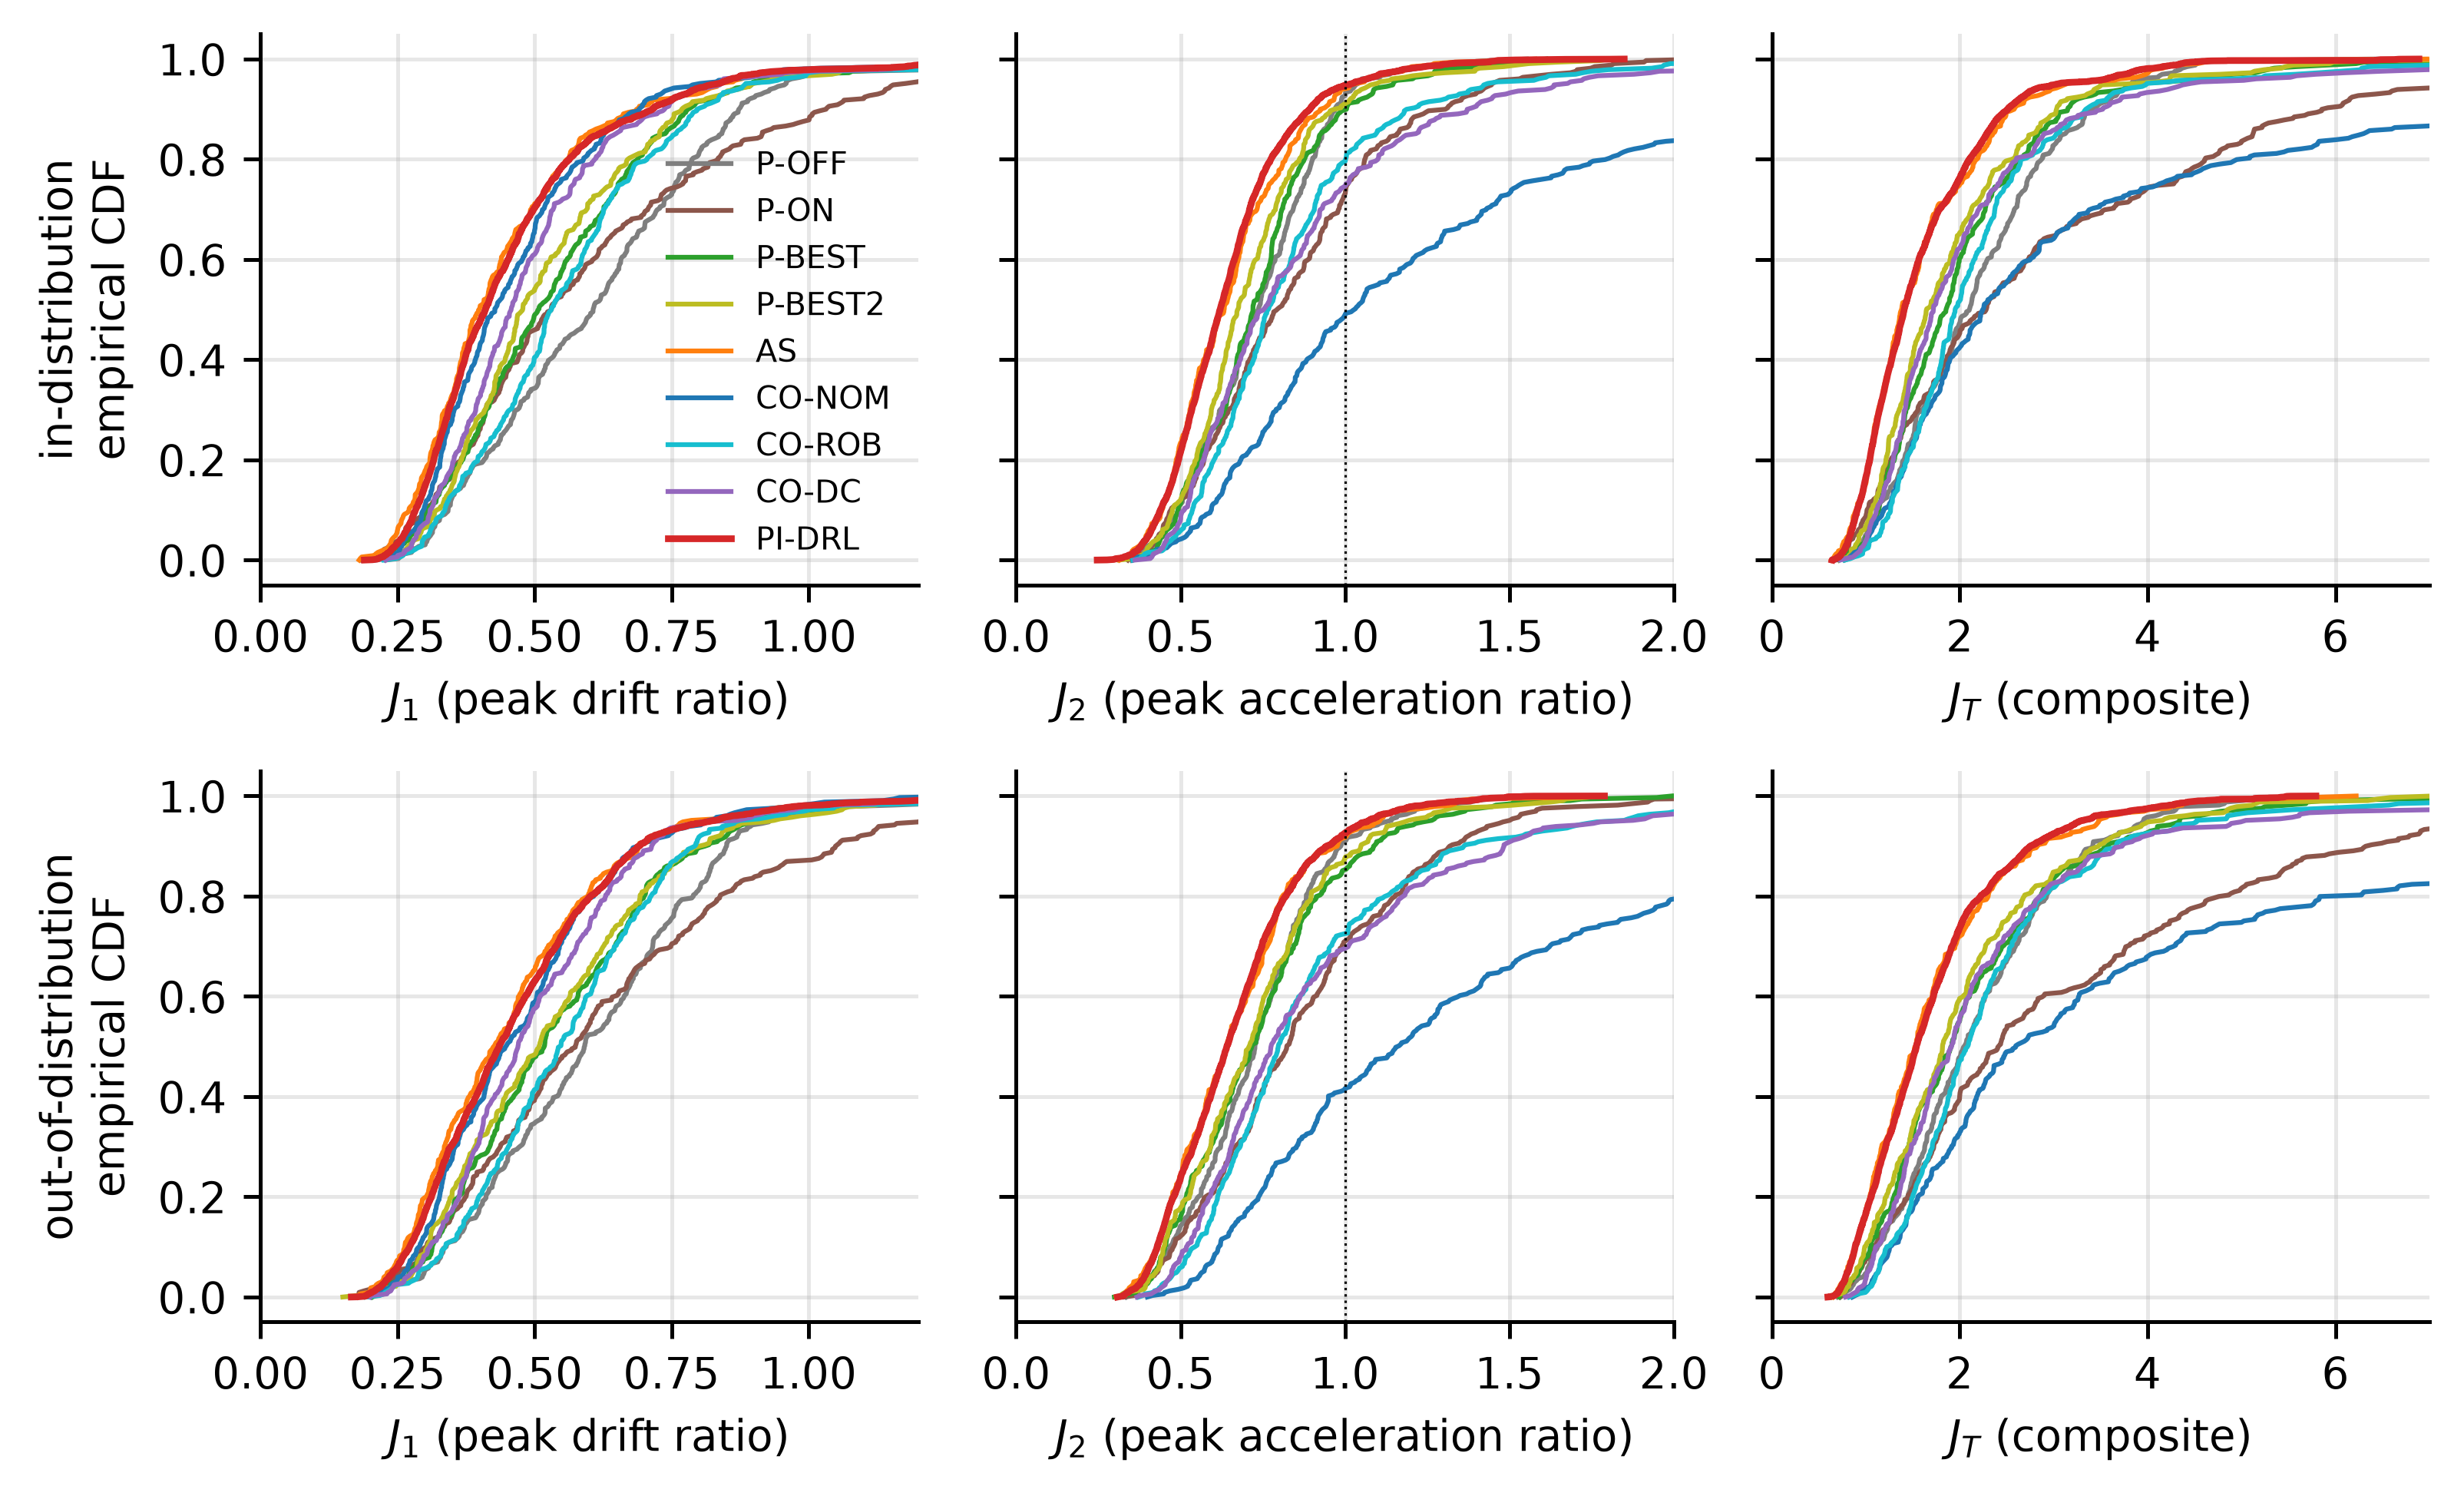 in-distribution
empirical CDF
1.0
0.8
0.6
0.4
0.2
0.0
P-OFF
P-ON
P-BEST
P-BEST2
AS
CO-NOM
CO-ROB
CO-DC
PI-DRL
0.00 0.25 0.50 0.75 1.00
J₁ (peak drift ratio)
0.0 0.5 1.0 1.5 2.0
J₂ (peak acceleration ratio)
0 2 4 6
J_T (composite)
out-of-distribution
empirical CDF
1.0
0.8
0.6
0.4
0.2
0.0
0.00 0.25 0.50 0.75 1.00
J₁ (peak drift ratio)
0.0 0.5 1.0 1.5 2.0
J₂ (peak acceleration ratio)
0 2 4 6
J_T (composite)